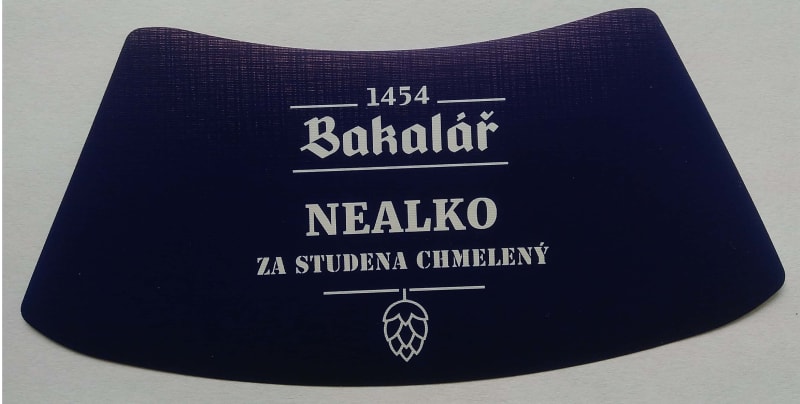 1454
Bakalář
NEALKO
ZA STUDENA CHMELENÝ